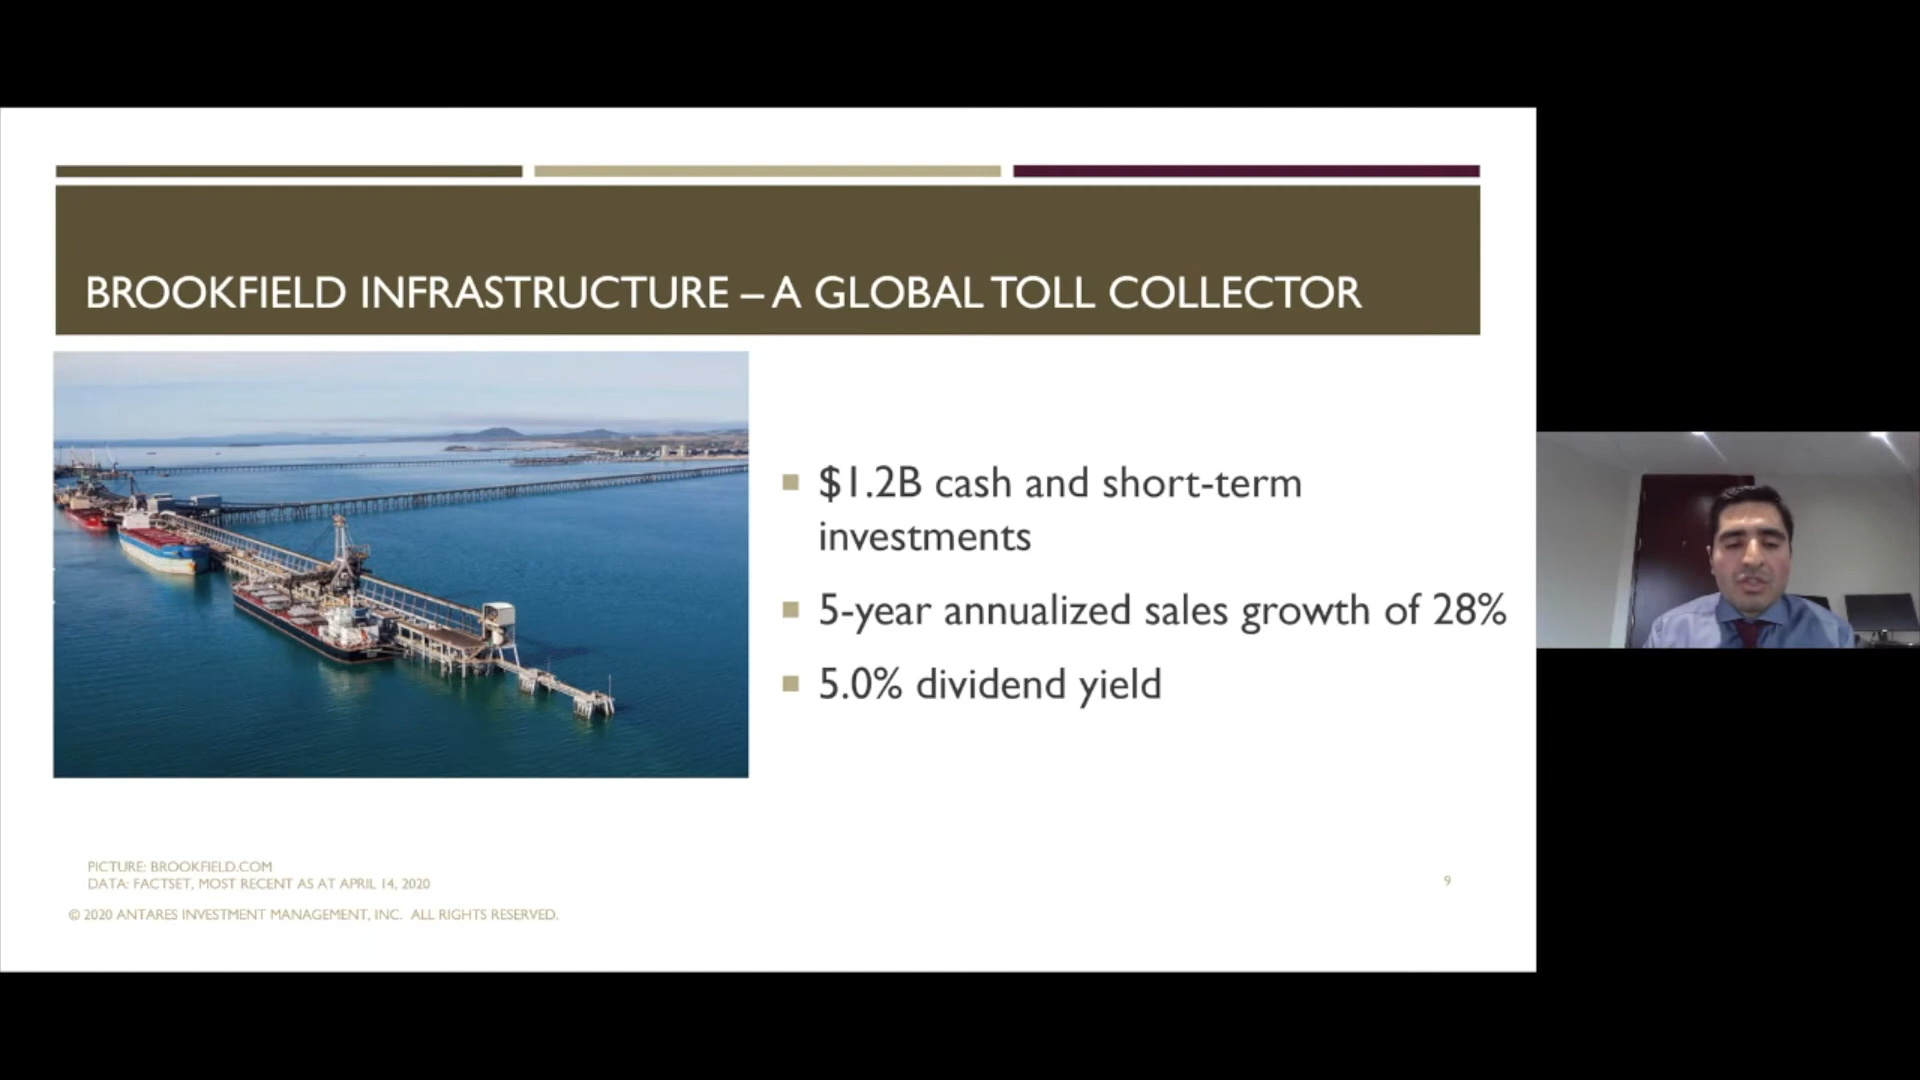 BROOKFIELD INFRASTRUCTURE – A GLOBAL TOLL COLLECTOR
$1.2B cash and short-term
investments
5-year annualized sales growth of 28%
5.0% dividend yield
PICTURE: BROOKFIELD.COM
DATA: FACTSET, MOST RECENT AS AT APRIL 14, 2020
9
© 2020 ANTARES INVESTMENT MANAGEMENT, INC. ALL RIGHTS RESERVED.